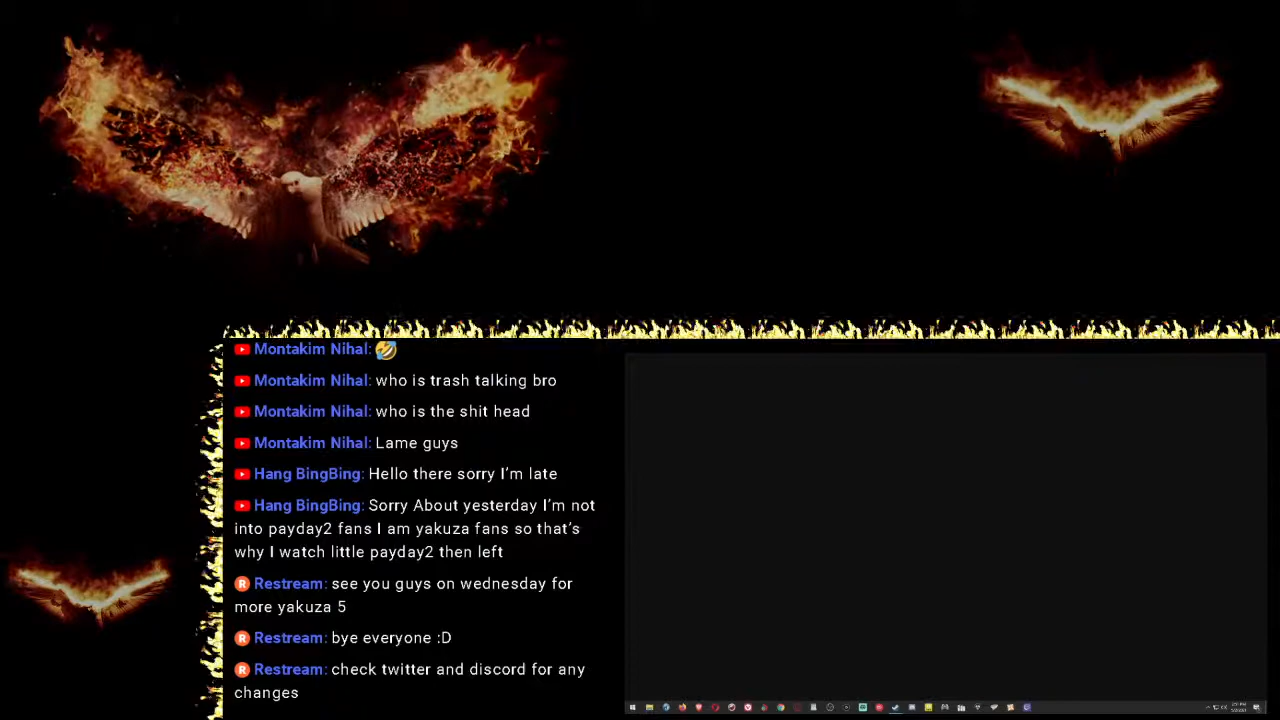 Montakim Nihal: 🤣
Montakim Nihal: who is trash talking bro
Montakim Nihal: who is the shit head
Montakim Nihal: Lame guys
Hang BingBing: Hello there sorry I'm late
Hang BingBing: Sorry About yesterday I'm not
into payday2 fans I am yakuza fans so that's
why I watch little payday2 then left
R Restream: see you guys on wednesday for
more yakuza 5
R Restream: bye everyone :D
R Restream: check twitter and discord for any
changes